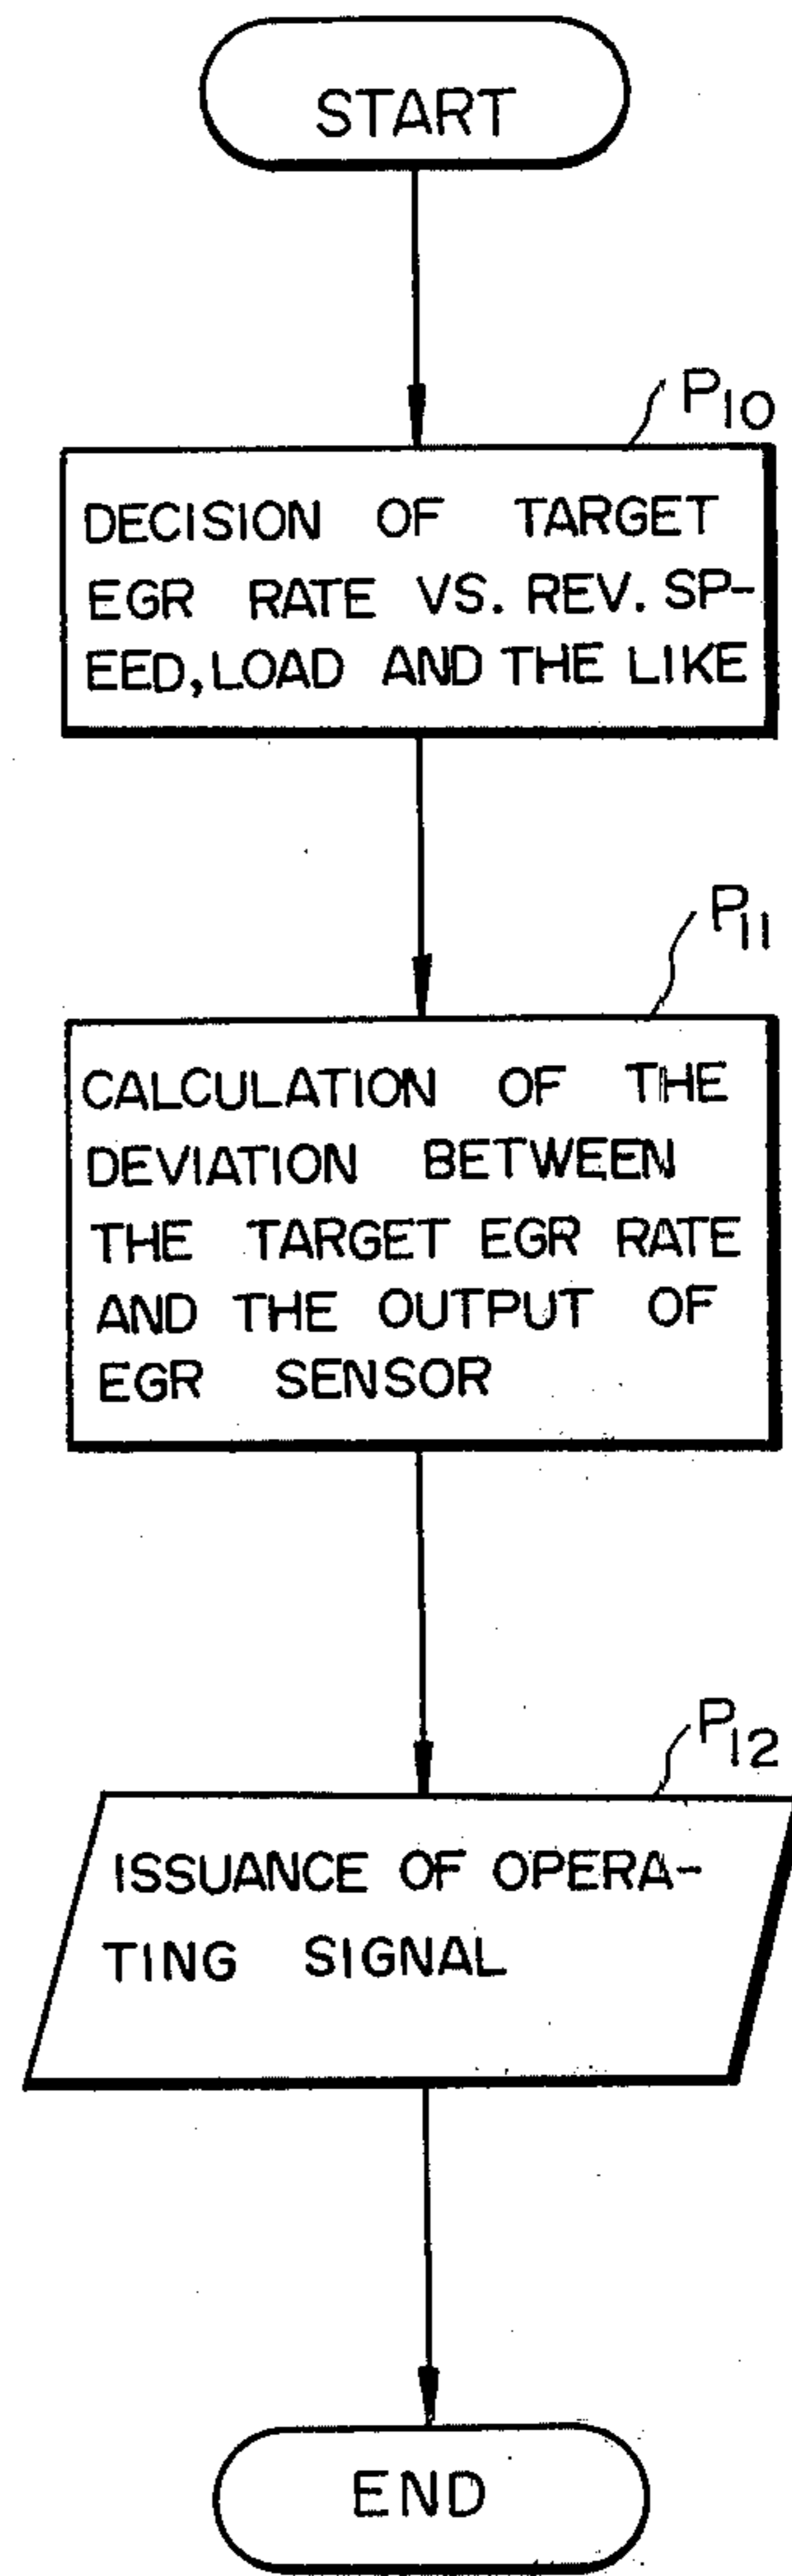 START
P10
DECISION OF TARGET
EGR RATE VS. REV. SP-
EED, LOAD AND THE LIKE
P11
CALCULATION OF THE
DEVIATION BETWEEN
THE TARGET EGR RATE
AND THE OUTPUT OF
EGR SENSOR
P12
ISSUANCE OF OPERA-
TING SIGNAL
END